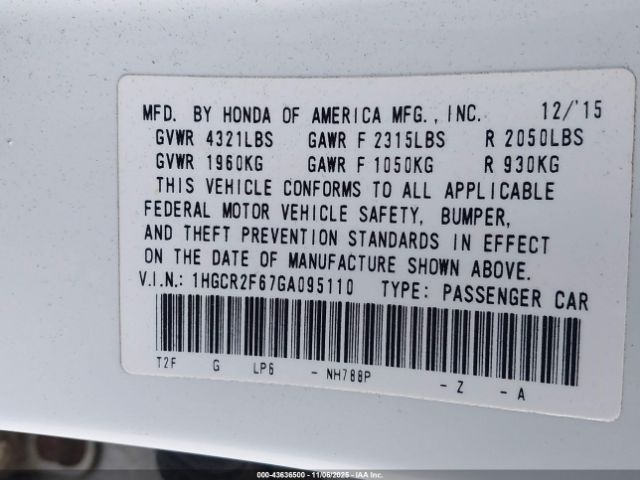 MFD. BY HONDA OF AMERICA MFG., INC. 12/'15
GVWR 4321LBS GAWR F 2315LBS R 2050LBS
GVWR 1960KG GAWR F 1050KG R 930KG
THIS VEHICLE CONFORMS TO ALL APPLICABLE
FEDERAL MOTOR VEHICLE SAFETY, BUMPER,
AND THEFT PREVENTION STANDARDS IN EFFECT
ON THE DATE OF MANUFACTURE SHOWN ABOVE.
V.I.N.: 1HGCR2F67GA095110 TYPE: PASSENGER CAR
T2F G LP6 - NH788P - Z - A
000-43636500 - 11/06/2025 - IAA Inc.